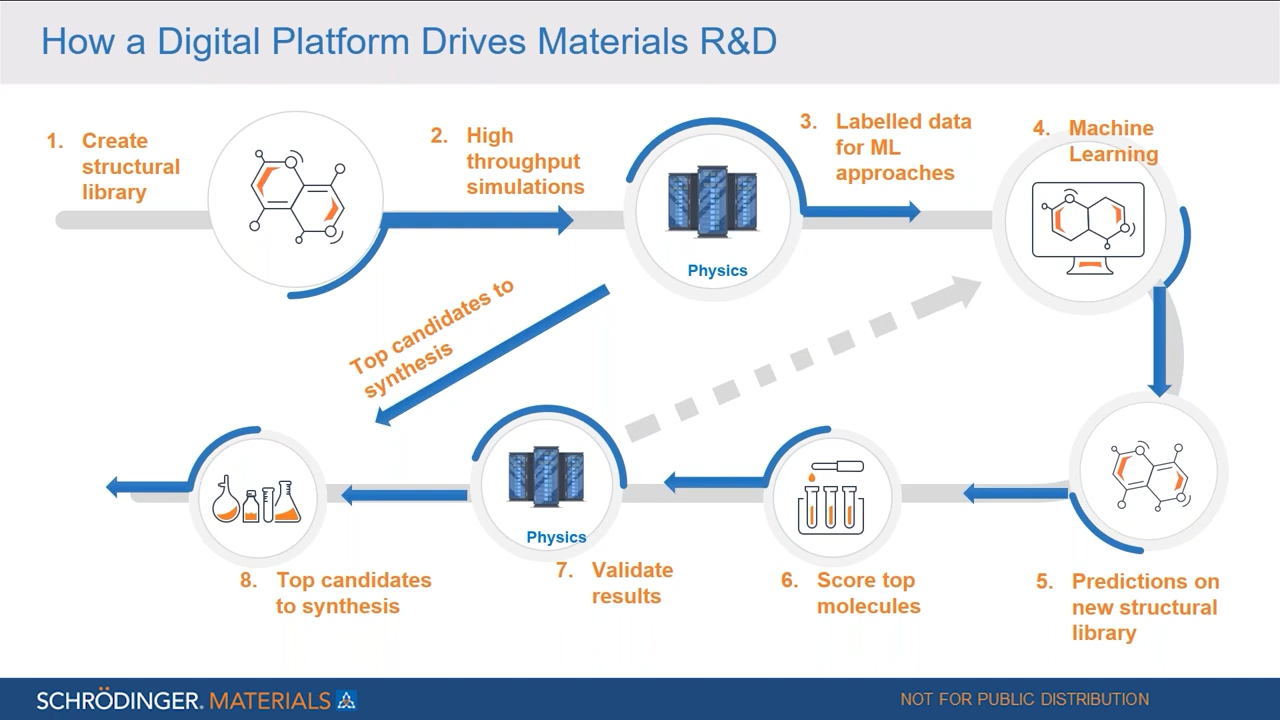 How a Digital Platform Drives Materials R&D
1. Create
structural
library
2. High
throughput
simulations
Physics
3. Labelled data
for ML
approaches
4. Machine
Learning
Top candidates to
synthesis
Physics
8. Top candidates
to synthesis
7. Validate
results
6. Score top
molecules
5. Predictions on
new structural
library
SCHRÖDINGER. MATERIALS
NOT FOR PUBLIC DISTRIBUTION